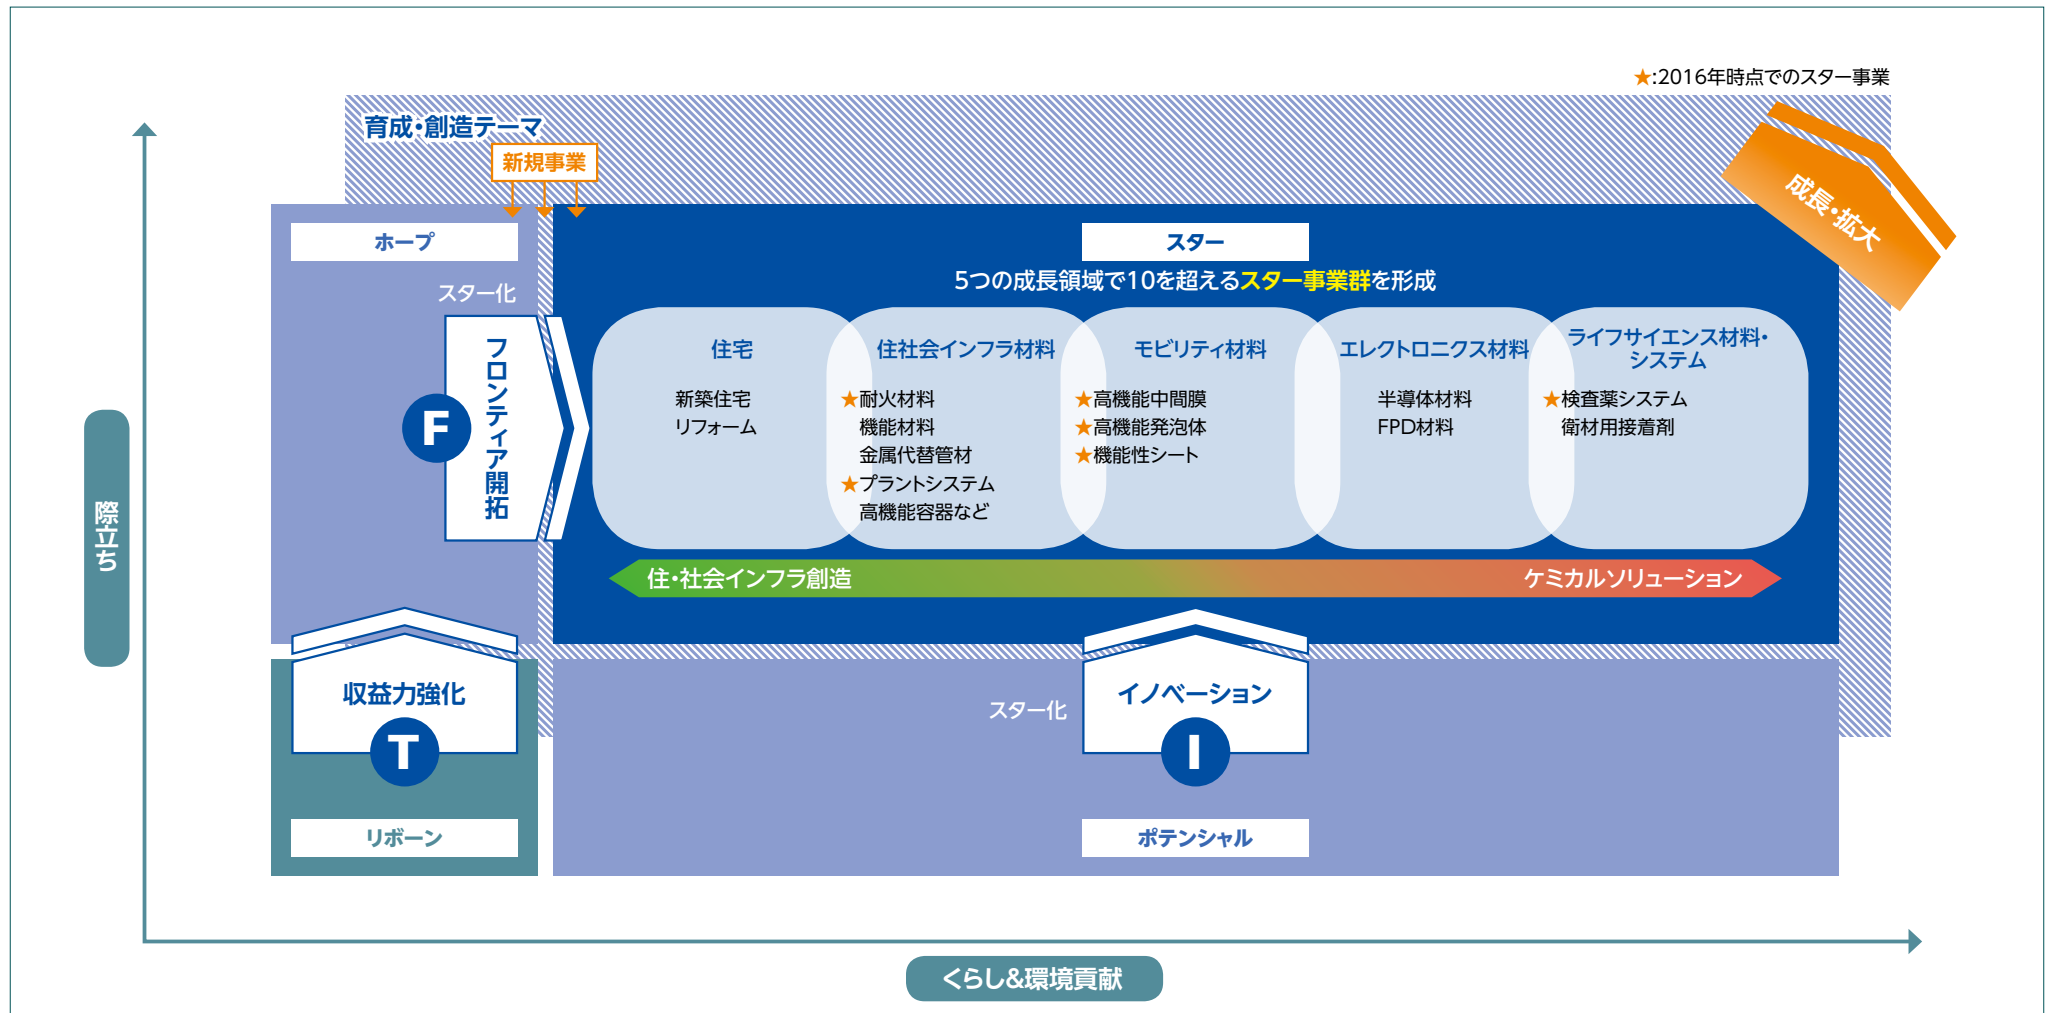 ★:2016年時点でのスター事業
育成・創造テーマ
新規事業
成長・拡大
ホープ
スター
5つの成長領域で10を超えるスター事業群を形成
スター化
F
フロンティア開拓
住宅
新築住宅
リフォーム
住社会インフラ材料
★耐火材料
機能材料
金属代替管材
★プラントシステム
高機能容器など
モビリティ材料
★高機能中間膜
★高機能発泡体
★機能性シート
エレクトロニクス材料
半導体材料
FPD材料
ライフサイエンス材料・
システム
★検査薬システム
衛材用接着剤
住・社会インフラ創造
ケミカルソリューション
際立ち
収益力強化
T
リボーン
スター化
イノベーション
I
ポテンシャル
くらし&環境貢献